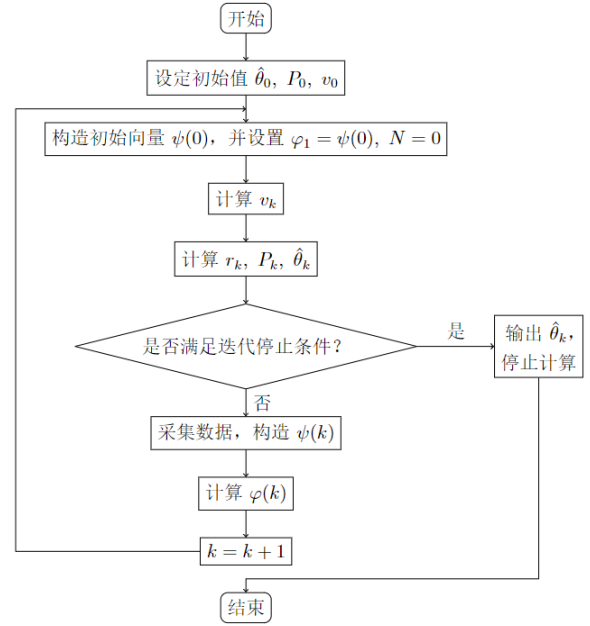 开始
设定初始值 θ̂₀, P₀, v₀
构造初始向量 ψ(0)，并设置 φ₁ = ψ(0), N = 0
计算 vₖ
计算 rₖ, Pₖ, θ̂ₖ
是否满足迭代停止条件？
是
输出 θ̂ₖ，
停止计算
否
采集数据，构造 ψ(k)
计算 φ(k)
k = k + 1
结束